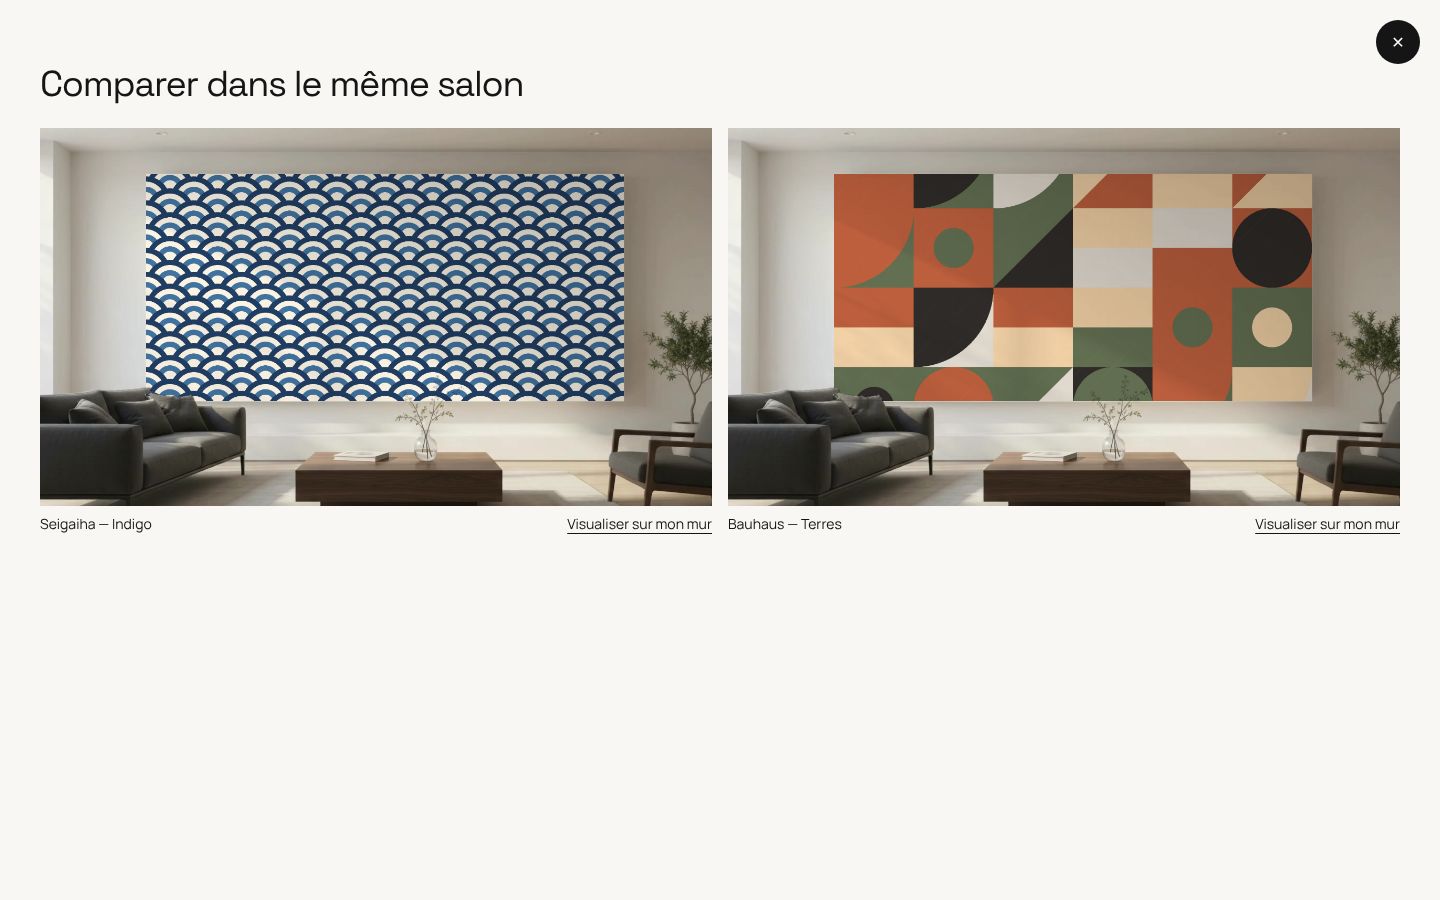 Comparer dans le même salon
Seigaiha — Indigo
Visualiser sur mon mur
Bauhaus — Terres
Visualiser sur mon mur